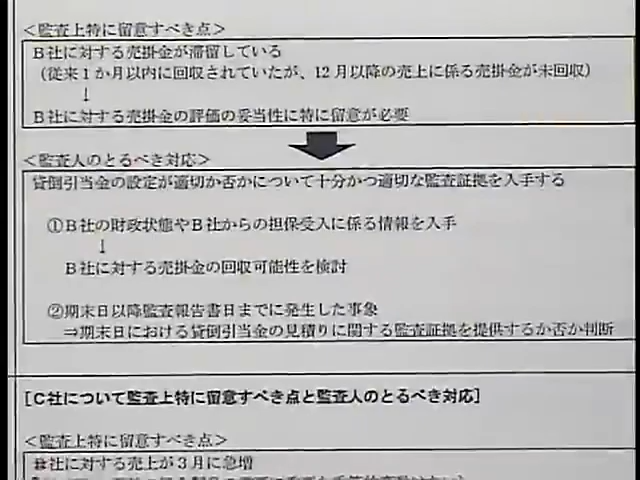 ＜監査上特に留意すべき点＞
Ｂ社に対する売掛金が滞留している
（従来１か月以内に回収されていたが、12月以降の売上に係る売掛金が未回収）
↓
Ｂ社に対する売掛金の評価の妥当性に特に留意が必要
＜監査人のとるべき対応＞
貸倒引当金の設定が適切か否かについて十分かつ適切な監査証拠を入手する
①Ｂ社の財政状態やＢ社からの担保受入に係る情報を入手
↓
Ｂ社に対する売掛金の回収可能性を検討
②期末日以降監査報告書日までに発生した事象
⇒期末日における貸倒引当金の見積りに関する監査証拠を提供するか否か判断
［Ｃ社について監査上特に留意すべき点と監査人のとるべき対応］
＜監査上特に留意すべき点＞
社に対する売上が３月に急増